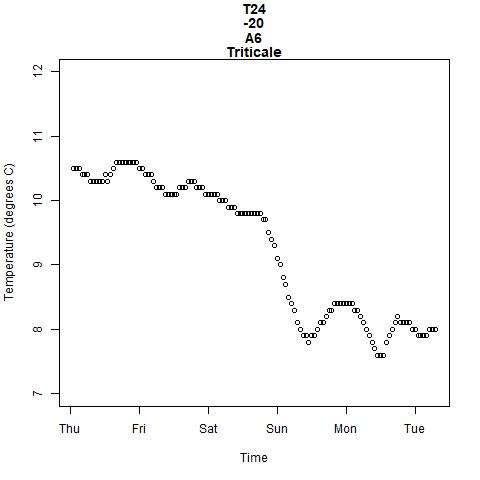 T24
-20
A6
Triticale
Temperature (degrees C)
12
11
10
9
8
7
Thu Fri Sat Sun Mon Tue
Time